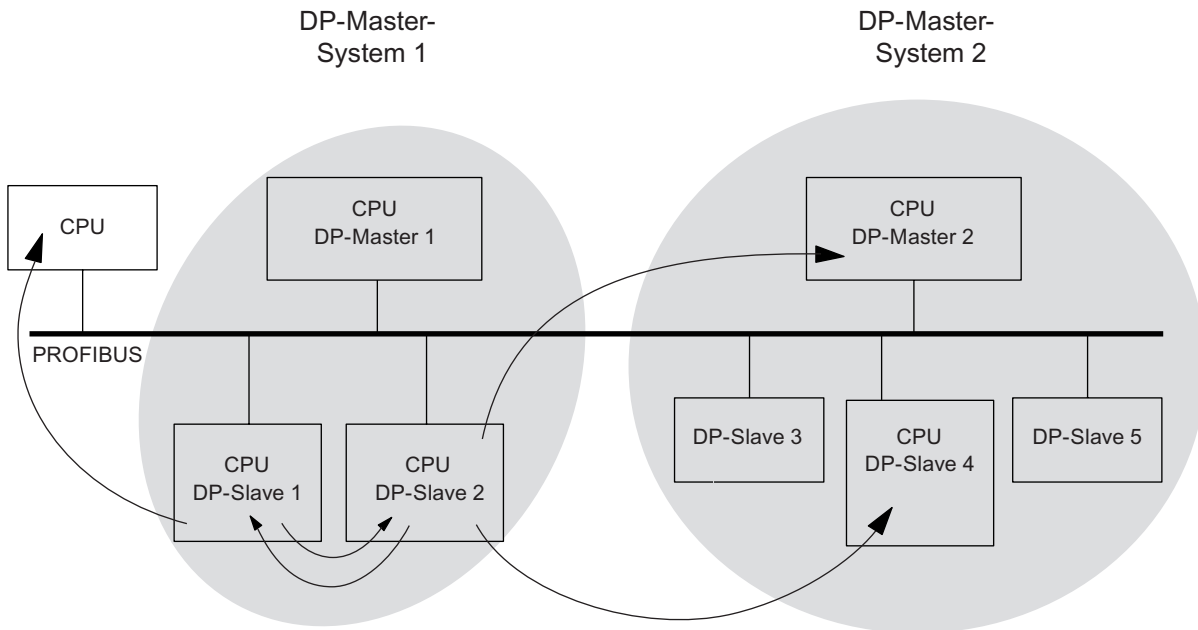 DP-Master-
System 1
DP-Master-
System 2
CPU
CPU
DP-Master 1
CPU
DP-Master 2
PROFIBUS
CPU
DP-Slave 1
CPU
DP-Slave 2
DP-Slave 3
CPU
DP-Slave 4
DP-Slave 5